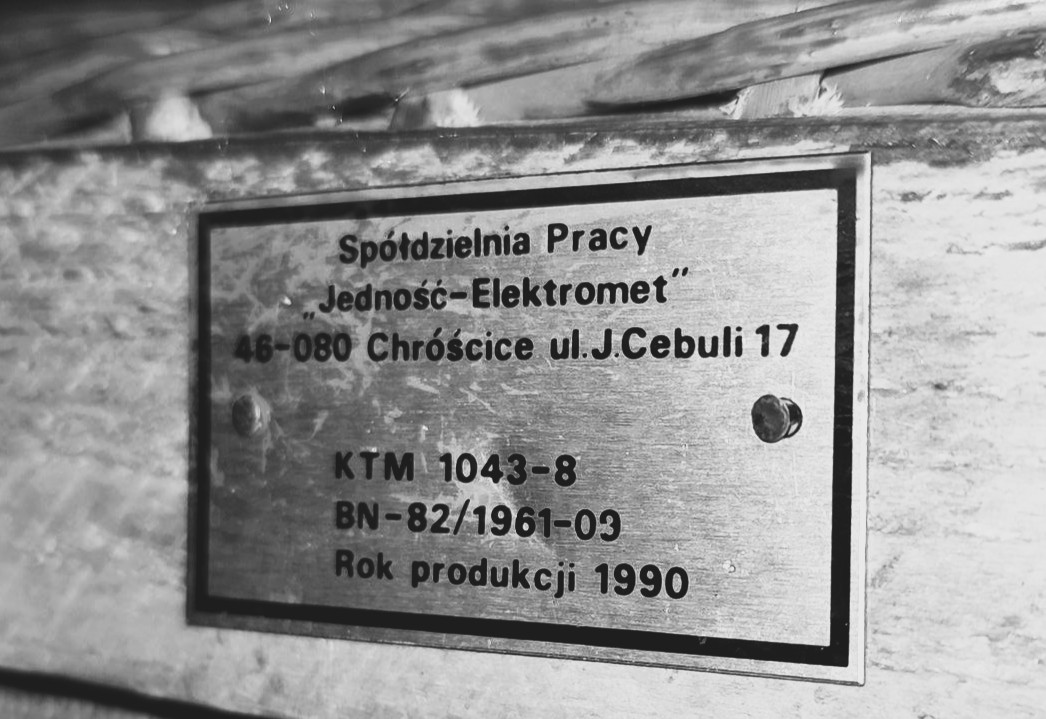 Spółdzielnia Pracy
„Jedność-Elektromet”
46-080 Chróścice ul.J.Cebuli 17
KTM 1043-8
BN-82/1961-03
Rok produkcji 1990